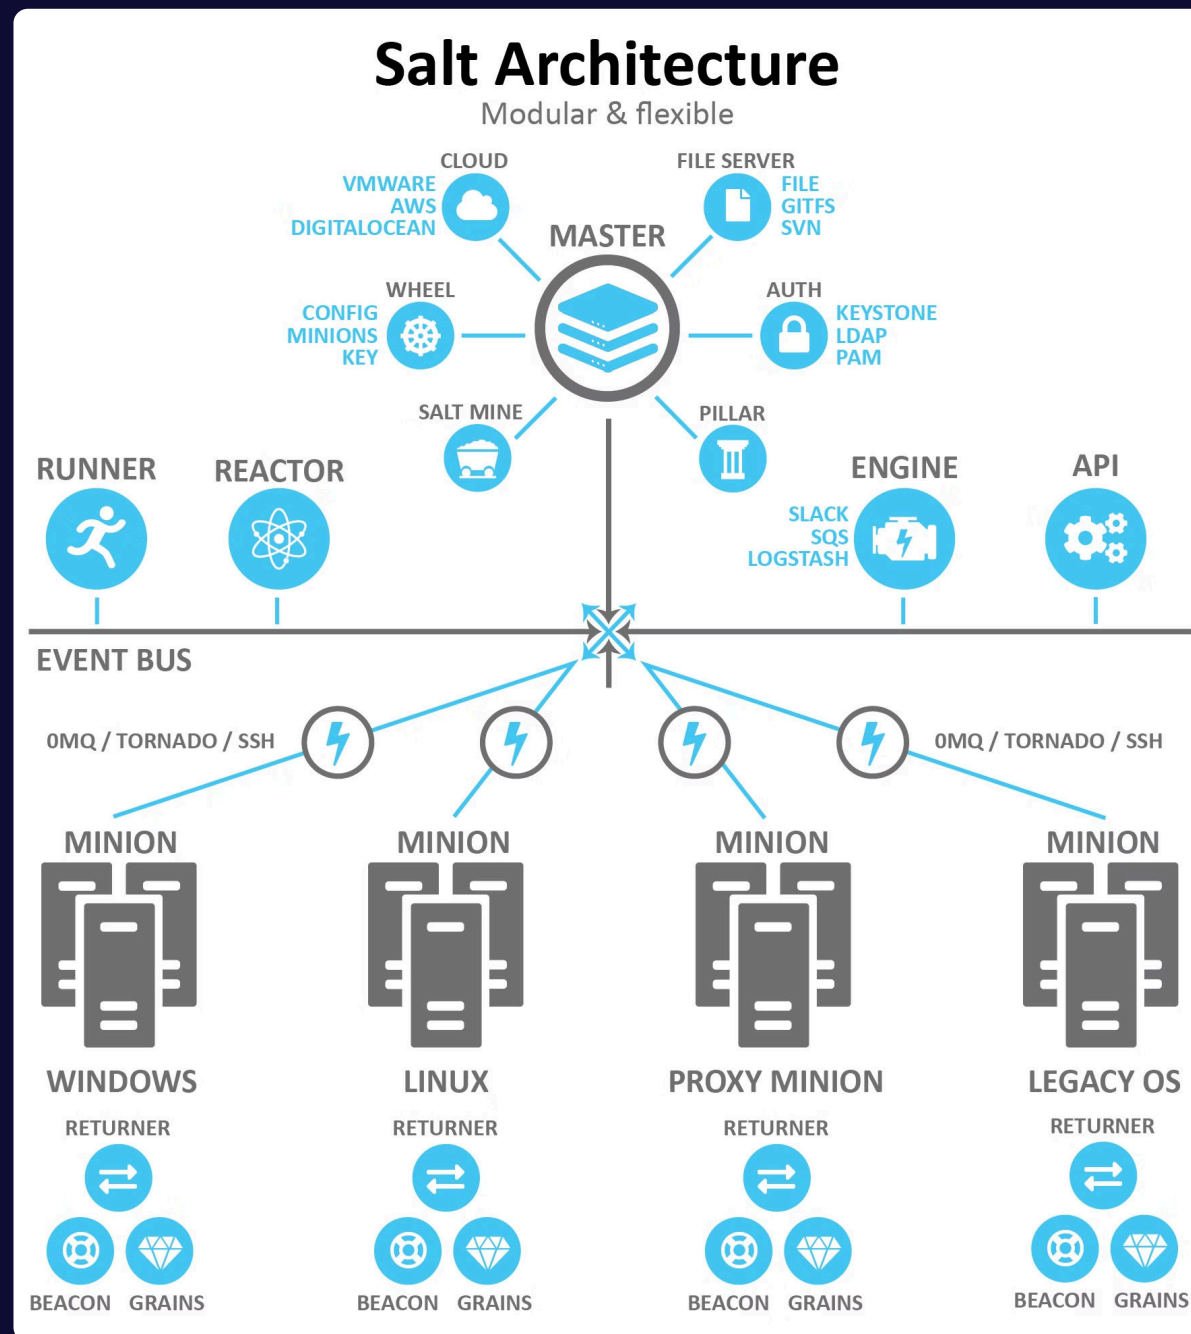 Salt Architecture
Modular & flexible
CLOUD
VMWARE
AWS
DIGITALOCEAN
FILE SERVER
FILE
GITFS
SVN
MASTER
WHEEL
CONFIG
MINIONS
KEY
AUTH
KEYSTONE
LDAP
PAM
SALT MINE
PILLAR
RUNNER
REACTOR
ENGINE
SLACK
SQS
LOGSTASH
API
EVENT BUS
0MQ / TORNADO / SSH
0MQ / TORNADO / SSH
MINION
MINION
MINION
MINION
WINDOWS
LINUX
PROXY MINION
LEGACY OS
RETURNER
RETURNER
RETURNER
RETURNER
BEACON GRAINS
BEACON GRAINS
BEACON GRAINS
BEACON GRAINS